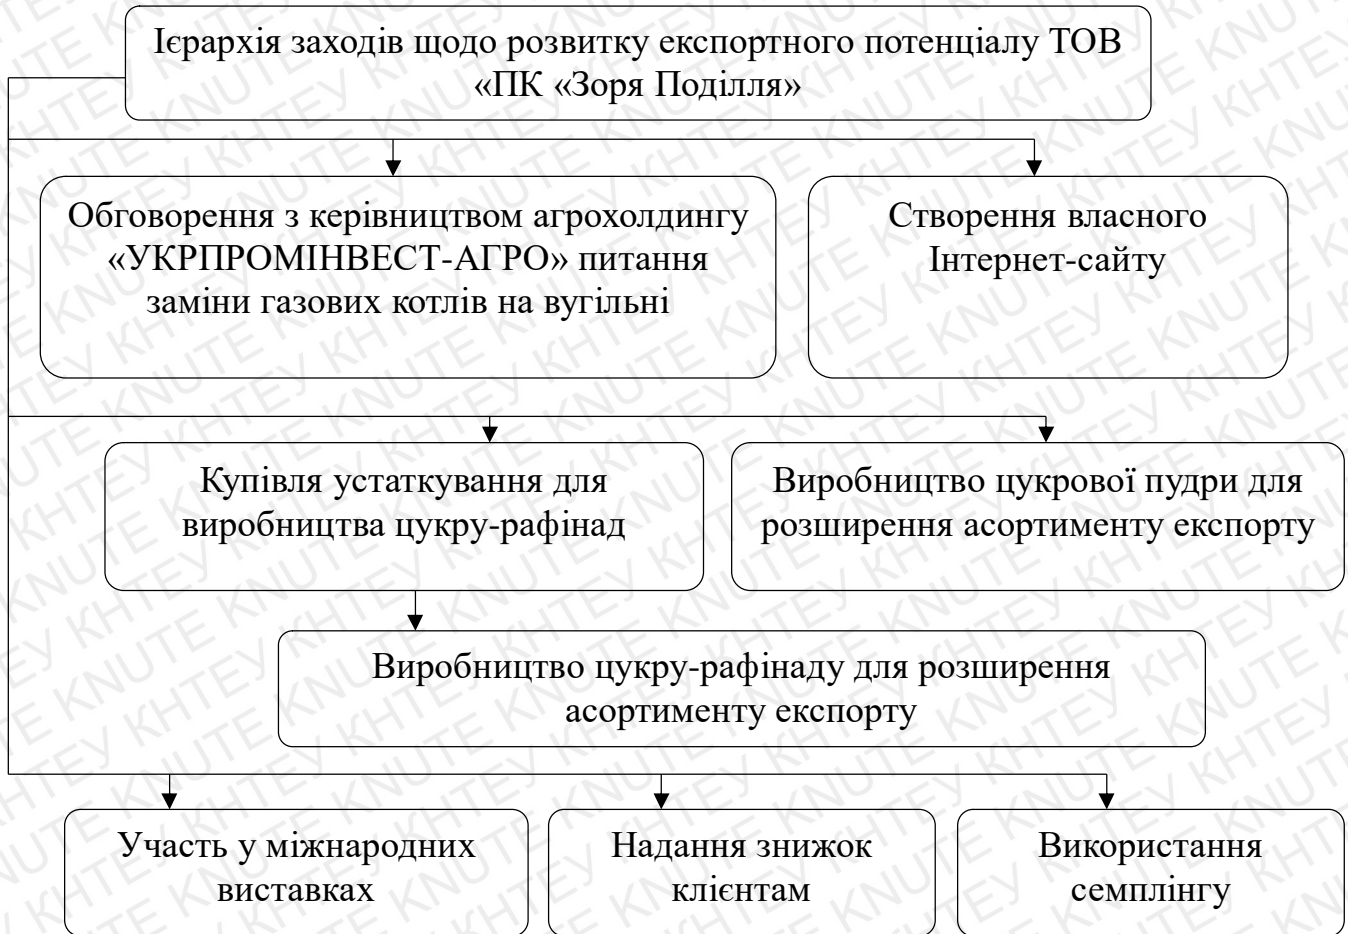 Ієрархія заходів щодо розвитку експортного потенціалу ТОВ
«ПК «Зоря Поділля»
Обговорення з керівництвом агрохолдингу
«УКРПРОМІНВЕСТ-АГРО» питання
заміни газових котлів на вугільні
Створення власного
Інтернет-сайту
Купівля устаткування для
виробництва цукру-рафінад
Виробництво цукрової пудри для
розширення асортименту експорту
Виробництво цукру-рафінаду для розширення
асортименту експорту
Участь у міжнародних
виставках
Надання знижок
клієнтам
Використання
семплінгу